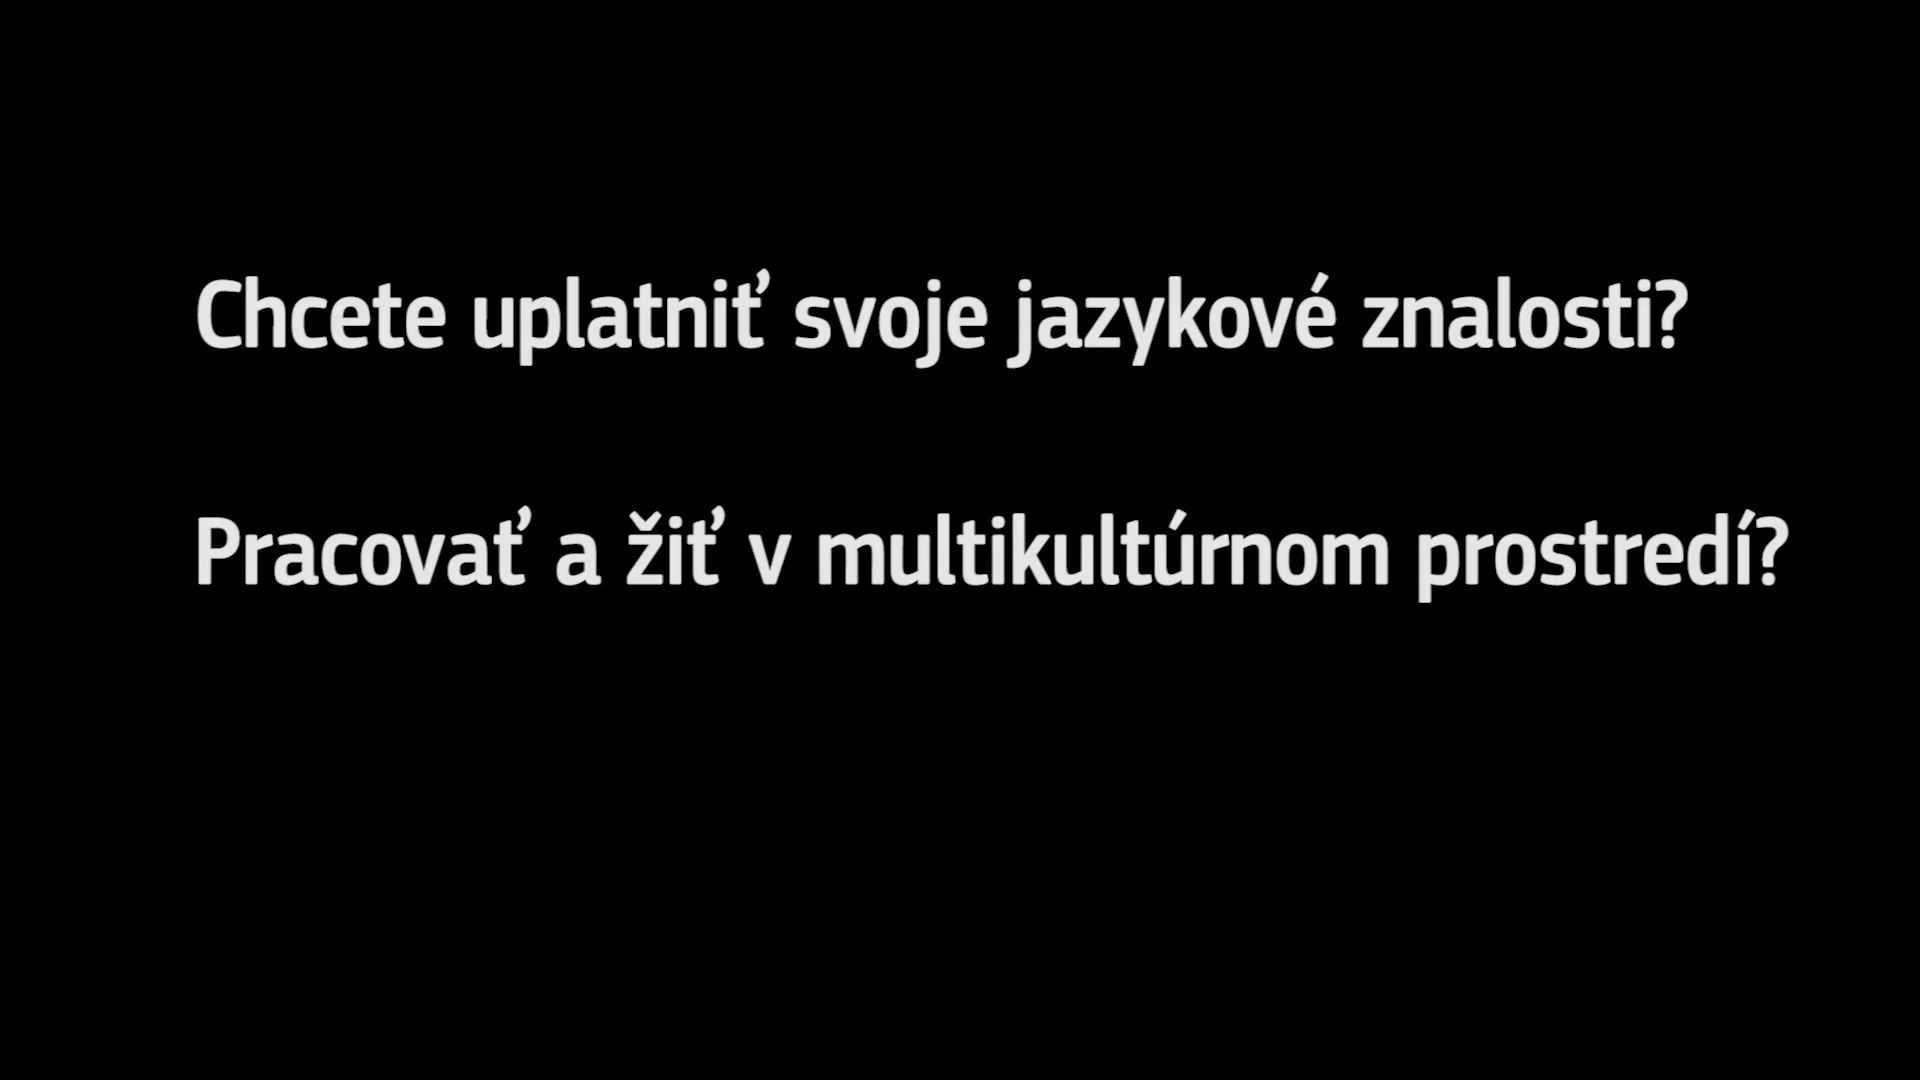 Chcete uplatniť svoje jazykové znalosti?
Pracovať a žiť v multikultúrnom prostredí?